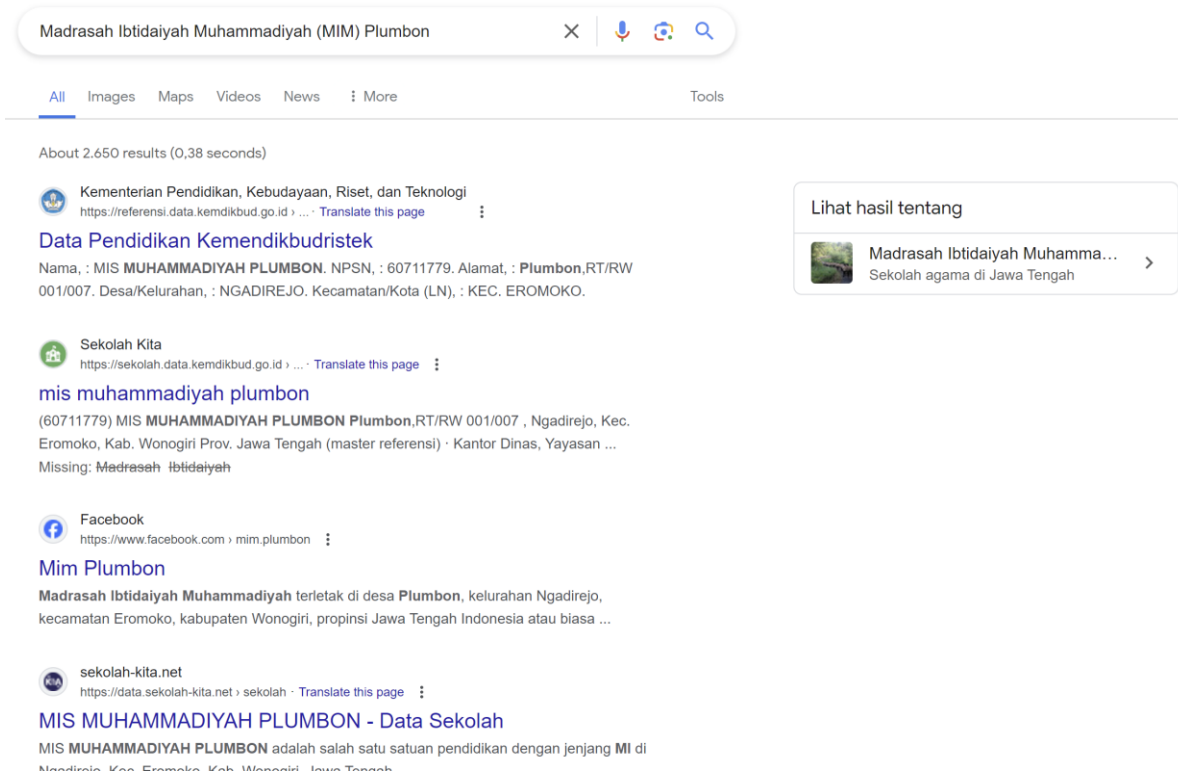 Madrasah Ibtidaiyah Muhammadiyah (MIM) Plumbon
All Images Maps Videos News More Tools
About 2.650 results (0,38 seconds)
Kementerian Pendidikan, Kebudayaan, Riset, dan Teknologi
https://referensi.data.kemdikbud.go.id › ... · Translate this page
Data Pendidikan Kemendikbudristek
Nama, : MIS MUHAMMADIYAH PLUMBON. NPSN, : 60711779. Alamat, : Plumbon,RT/RW
001/007. Desa/Kelurahan, : NGADIREJO. Kecamatan/Kota (LN), : KEC. EROMOKO.
Sekolah Kita
https://sekolah.data.kemdikbud.go.id › ... · Translate this page
mis muhammadiyah plumbon
(60711779) MIS MUHAMMADIYAH PLUMBON Plumbon,RT/RW 001/007 , Ngadirejo, Kec.
Eromoko, Kab. Wonogiri Prov. Jawa Tengah (master referensi) · Kantor Dinas, Yayasan ...
Missing: Madrasah Ibtidaiyah
Facebook
https://www.facebook.com › mim.plumbon
Mim Plumbon
Madrasah Ibtidaiyah Muhammadiyah terletak di desa Plumbon, kelurahan Ngadirejo,
kecamatan Eromoko, kabupaten Wonogiri, propinsi Jawa Tengah Indonesia atau biasa ...
sekolah-kita.net
https://data.sekolah-kita.net › sekolah · Translate this page
MIS MUHAMMADIYAH PLUMBON - Data Sekolah
MIS MUHAMMADIYAH PLUMBON adalah salah satu satuan pendidikan dengan jenjang MI di
Ngadirejo, Kec. Eromoko, Kab. Wonogiri, Jawa Tengah
Lihat hasil tentang
Madrasah Ibtidaiyah Muhamma...
Sekolah agama di Jawa Tengah